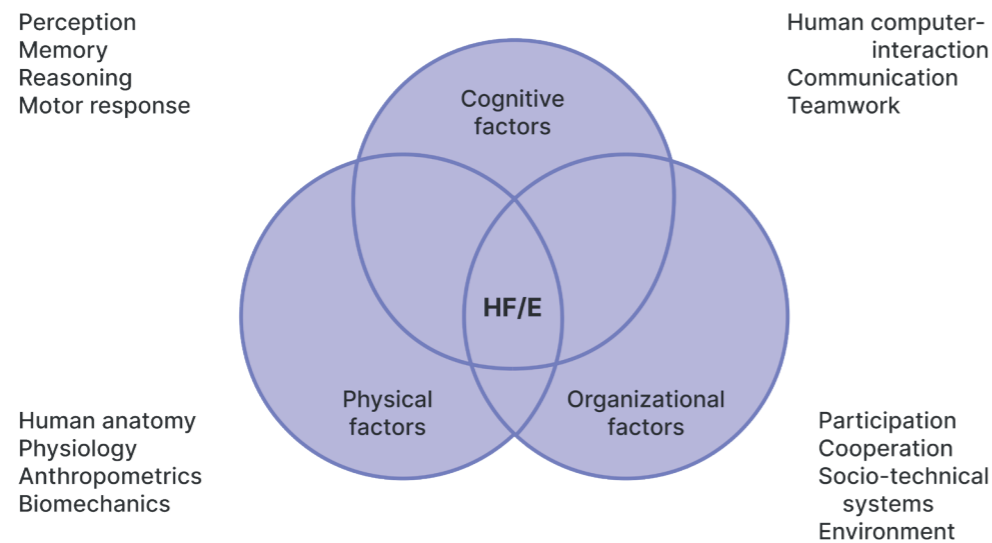 Perception
Memory
Reasoning
Motor response
Human computer-
interaction
Communication
Teamwork
Cognitive
factors
HF/E
Physical
factors
Organizational
factors
Human anatomy
Physiology
Anthropometrics
Biomechanics
Participation
Cooperation
Socio-technical
systems
Environment